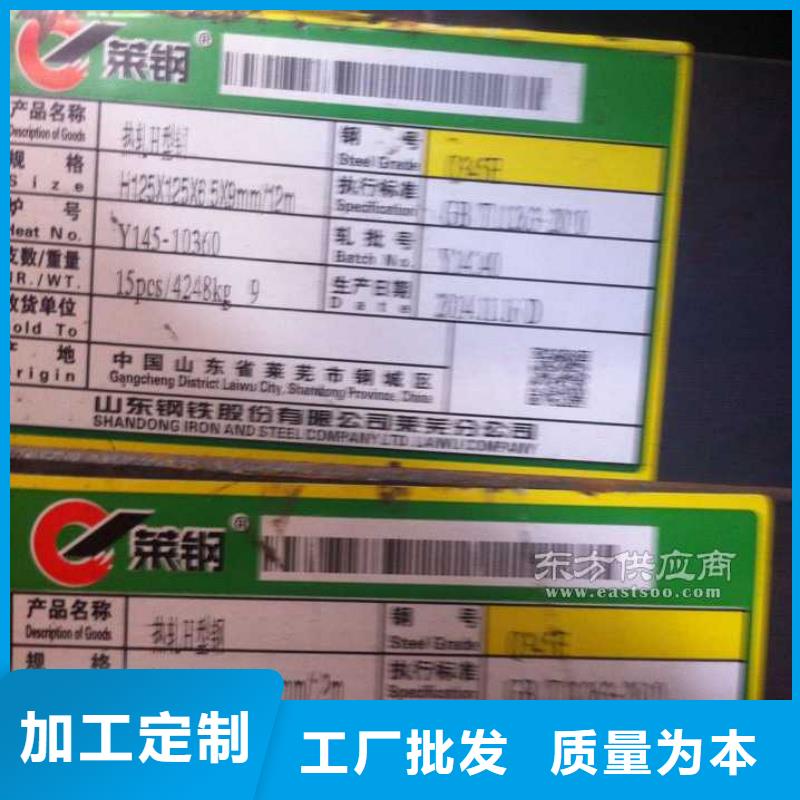 莱钢®
产品名称 热轧H型钢 钢 号
Description of Goods Steel Grade
规 格 H125X125X6.5X9mm/12m 执行标准
Size Specification
炉 号 Y145-10360 轧批号
Heat No. Batch No.
支数/重量 15pcs/4248kg 9 生产日期
NR./WT. Date
收货单位
Sold To
产 地 中国山东省莱芜市钢城区
Origin Gangcheng District Laiwu City, Shandong Province, China
山东钢铁股份有限公司莱芜分公司
SHANDONG IRON AND STEEL COMPANY LTD. LAIWU COMPANY
莱钢®
东方供应商
www.eastsoo.com
产品名称 热轧H型钢 钢 号
Description of Goods Steel Grade
规 格 mm/12m 执行标准
Specification
加工定制
工厂批发 质量为本